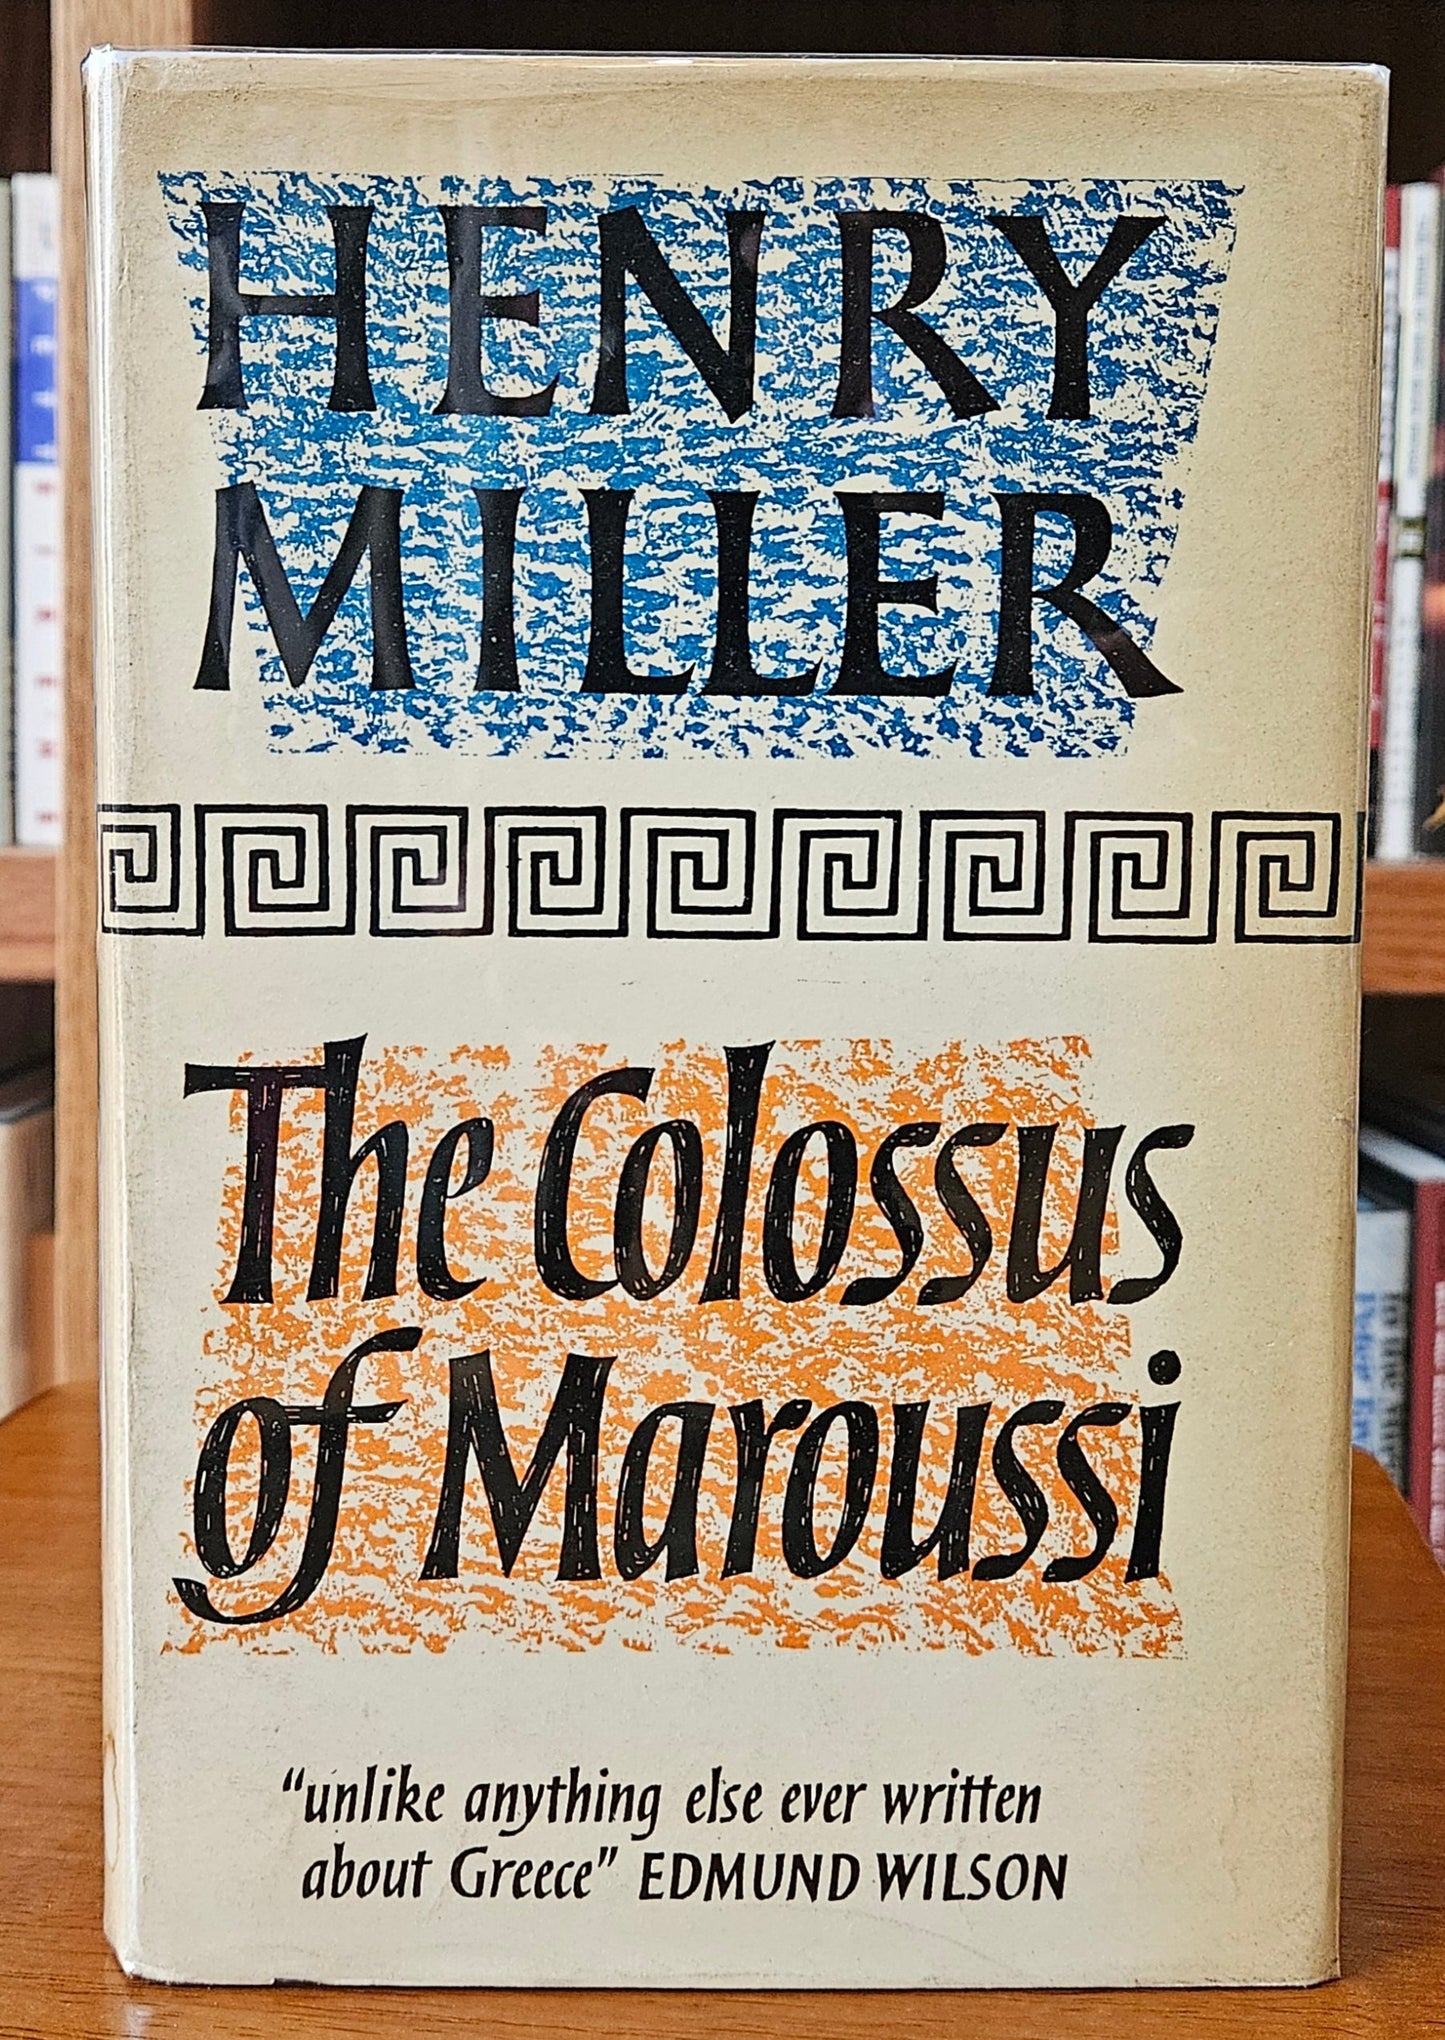 HENRY
MILLER
The Colossus
of Maroussi
“unlike anything else ever written
about Greece” EDMUND WILSON